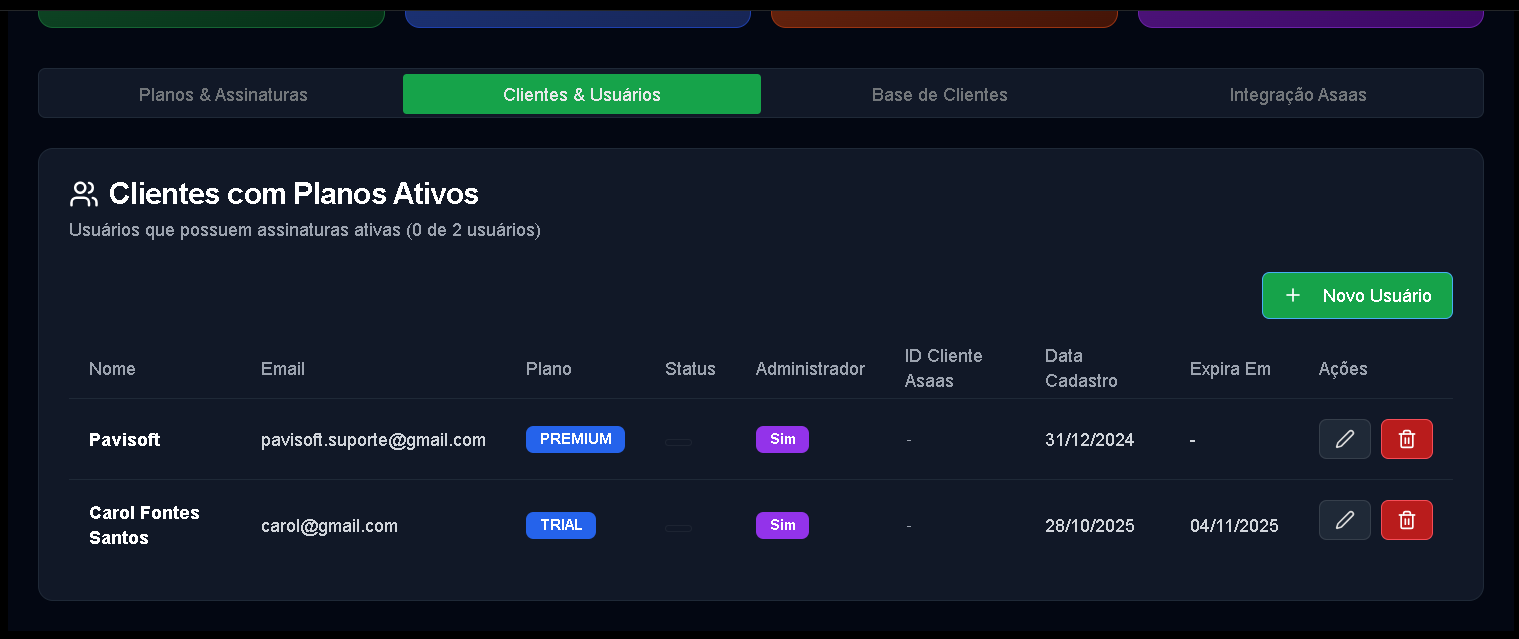 Planos & Assinaturas
Clientes & Usuários
Base de Clientes
Integração Asaas
Clientes com Planos Ativos
Usuários que possuem assinaturas ativas (0 de 2 usuários)
+ Novo Usuário
Nome
Email
Plano
Status
Administrador
ID Cliente
Asaas
Data
Cadastro
Expira Em
Ações
Pavisoft
pavisoft.suporte@gmail.com
PREMIUM
Sim
-
31/12/2024
-
Carol Fontes
Santos
carol@gmail.com
TRIAL
Sim
-
28/10/2025
04/11/2025